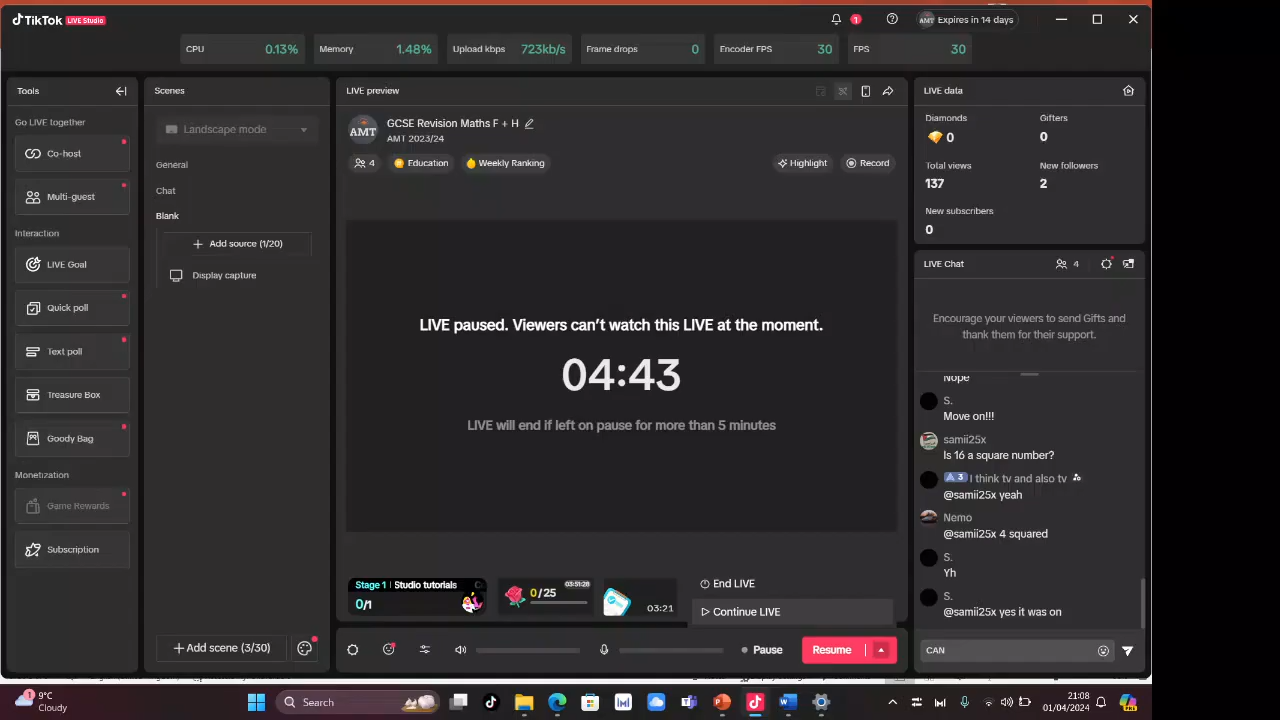 TikTok LIVE Studio
1
AMT Expires in 14 days
CPU 0.13%
Memory 1.48%
Upload kbps 723kb/s
Frame drops 0
Encoder FPS 30
FPS 30
Tools
Go LIVE together
Co-host
Multi-guest
Interaction
LIVE Goal
Quick poll
Text poll
Treasure Box
Goody Bag
Monetization
Game Rewards
Subscription
Scenes
Landscape mode
General
Chat
Blank
+ Add source (1/20)
Display capture
+ Add scene (3/30)
LIVE preview
AMT
GCSE Revision Maths F + H
AMT 2023/24
4
Education
Weekly Ranking
Highlight
Record
LIVE paused. Viewers can't watch this LIVE at the moment.
04:43
LIVE will end if left on pause for more than 5 minutes
Stage 1 | Studio tutorials
0/1
0/25
03:51:28
03:21
End LIVE
Continue LIVE
Pause
Resume
LIVE data
Diamonds
0
Gifters
0
Total views
137
New followers
2
New subscribers
0
LIVE Chat
4
Encourage your viewers to send Gifts and
thank them for their support.
Nope
S.
Move on!!!
samii25x
Is 16 a square number?
3 I think tv and also tv
@samii25x yeah
Nemo
@samii25x 4 squared
S.
Yh
S.
@samii25x yes it was on
CAN
1
9°C
Cloudy
Search
21:08
01/04/2024